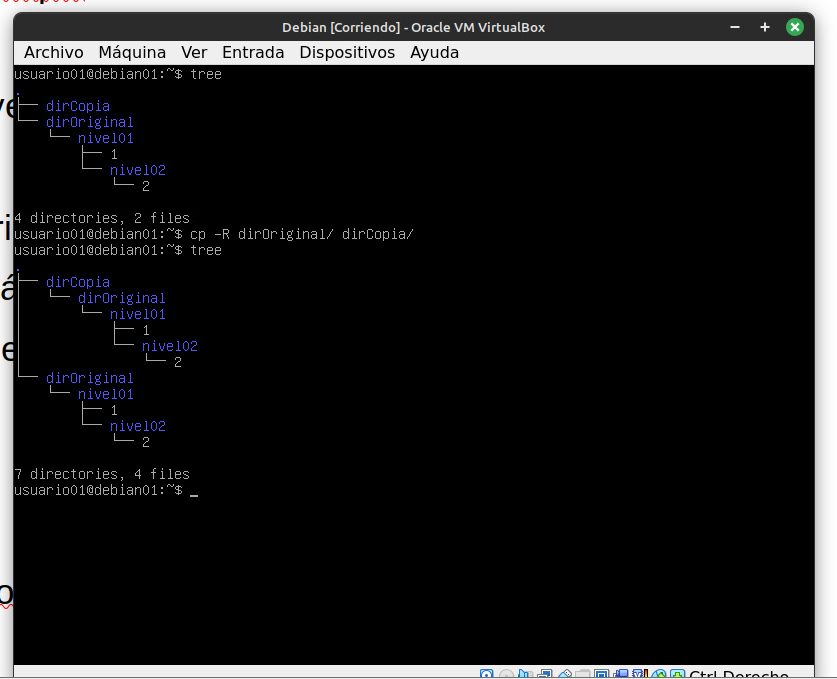 Debian [Corriendo] - Oracle VM VirtualBox
Archivo Máquina Ver Entrada Dispositivos Ayuda
usuario01@debian01:~$ tree
.
├── dirCopia
└── dirOriginal
    └── nivel01
        ├── 1
        └── nivel02
            └── 2
4 directories, 2 files
usuario01@debian01:~$ cp -R dirOriginal/ dirCopia/
usuario01@debian01:~$ tree
.
├── dirCopia
│   └── dirOriginal
│       └── nivel01
│           ├── 1
│           └── nivel02
│               └── 2
└── dirOriginal
    └── nivel01
        ├── 1
        └── nivel02
            └── 2
7 directories, 4 files
usuario01@debian01:~$ _
Ctrl Derecho